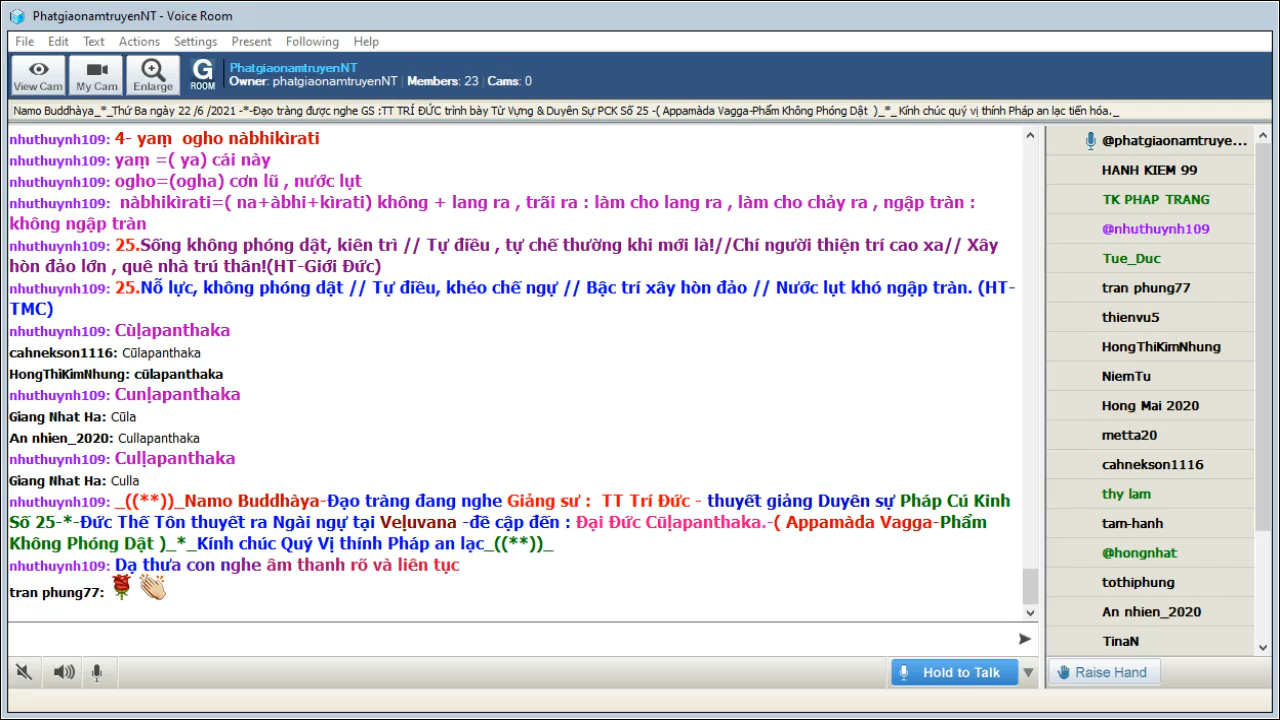 PhatgiaonamtruyenNT - Voice Room
File Edit Text Actions Settings Present Following Help
View Cam My Cam Enlarge G ROOM
PhatgiaonamtruyenNT
Owner: phatgiaonamtruyenNT Members: 23 Cams: 0
Namo Buddhàya_*_Thứ Ba ngày 22 /6 /2021 -*-Đạo tràng được nghe GS :TT TRÍ ĐỨC trình bày Từ Vựng & Duyên Sự PCK Số 25 -( Appamàda Vagga-Phẩm Không Phóng Dật )_*_Kính chúc quý vị thính Pháp an lạc tiến hóa._
nhuthuynh109: 4- yaṃ ogho nàbhikìrati
nhuthuynh109: yaṃ =( ya) cái này
nhuthuynh109: ogho=(ogha) cơn lũ , nước lụt
nhuthuynh109: nàbhikìrati=( na+àbhi+kìrati) không + lang ra , trãi ra : làm cho lang ra , làm cho chảy ra , ngập tràn :
không ngập tràn
nhuthuynh109: 25.Sống không phóng dật, kiên trì // Tự điều , tự chế thường khi mới là!//Chỉ người thiện trí cao xa// Xây
hòn đảo lớn , quê nhà trú thân!(HT-Giới Đức)
nhuthuynh109: 25.Nỗ lực, không phóng dật // Tự điều, khéo chế ngự // Bậc trí xây hòn đảo // Nước lụt khó ngập tràn. (HT-
TMC)
nhuthuynh109: Cùḷapanthaka
cahnekson1116: Cūlapanthaka
HongThiKimNhung: cūlapanthaka
nhuthuynh109: Cunḷapanthaka
Giang Nhat Ha: Cūla
An nhien_2020: Cullapanthaka
nhuthuynh109: Culḷapanthaka
Giang Nhat Ha: Culla
nhuthuynh109: _((**))_Namo Buddhàya-Đạo tràng đang nghe Giảng sư : TT Trí Đức - thuyết giảng Duyên sự Pháp Cú Kinh
Số 25-*-Đức Thế Tôn thuyết ra Ngài ngự tại Veḷuvana -đề cập đến : Đại Đức Cūḷapanthaka.-( Appamàda Vagga-Phẩm
Không Phóng Dật )_*_Kính chúc Quý Vị thính Pháp an lạc_((**))_
nhuthuynh109: Dạ thưa con nghe âm thanh rõ và liên tục
tran phung77:
Hold to Talk
@phatgiaonamtruye...
HANH KIEM 99
TK PHAP TRANG
@nhuthuynh109
Tue_Duc
tran phung77
thienvu5
HongThiKimNhung
NiemTu
Hong Mai 2020
metta20
cahnekson1116
thy lam
tam-hanh
@hongnhat
tothiphung
An nhien_2020
TinaN
Raise Hand